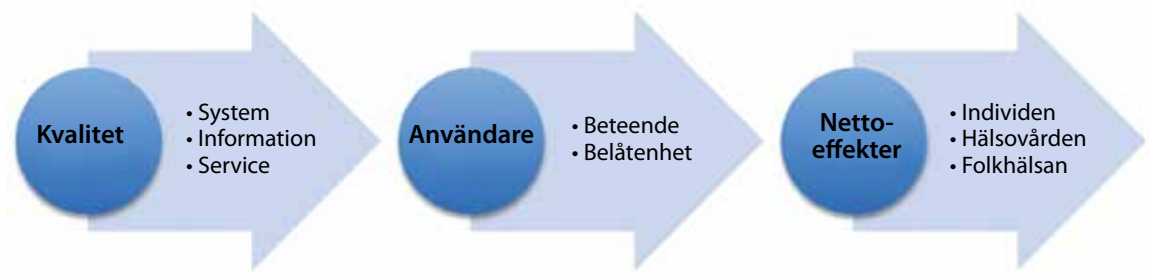 Kvalitet
• System
• Information
• Service
Användare
• Beteende
• Belåtenhet
Netto-
effekter
• Individen
• Hälsovården
• Folkhälsan